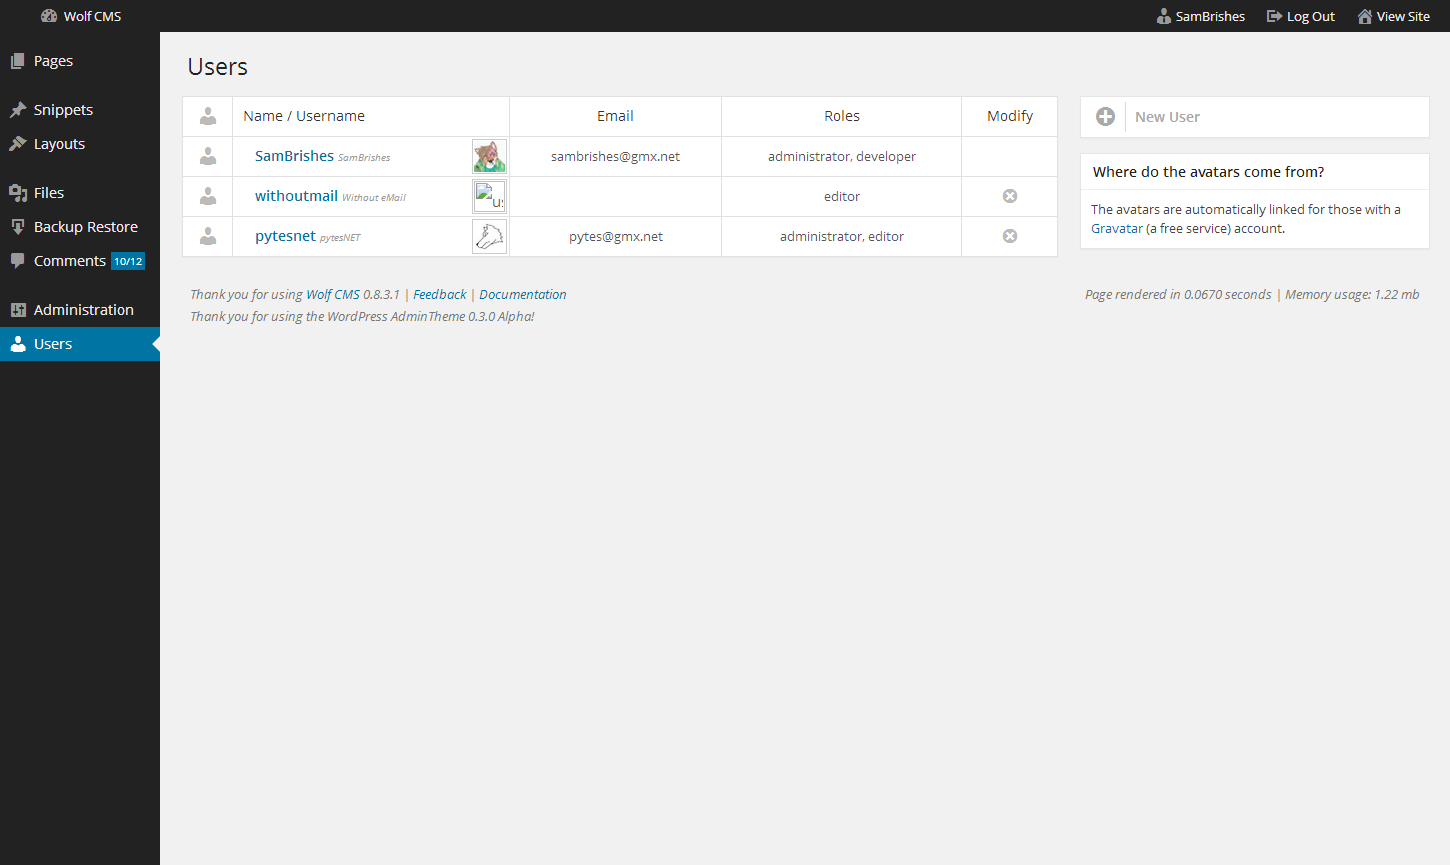 Wolf CMS
SamBrishes
Log Out
View Site
Pages
Snippets
Layouts
Files
Backup Restore
Comments 10/12
Administration
Users
Users
Name / Username Email Roles Modify
SamBrishes SamBrishes sambrishes@gmx.net administrator, developer
withoutmail Without eMail editor
pytesnet pytesNET pytes@gmx.net administrator, editor
New User
Where do the avatars come from?
The avatars are automatically linked for those with a
Gravatar (a free service) account.
Thank you for using Wolf CMS 0.8.3.1 | Feedback | Documentation
Thank you for using the WordPress AdminTheme 0.3.0 Alpha!
Page rendered in 0.0670 seconds | Memory usage: 1.22 mb